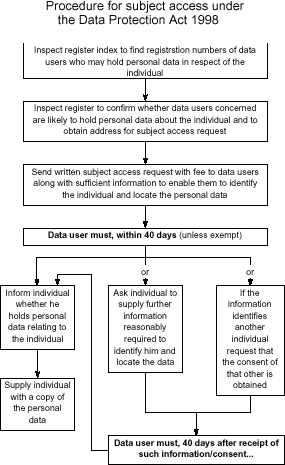 Procedure for subject access under
the Data Protection Act 1998
Inspect register index to find registrstion numbers of data
users who may hold personal data in respect of the
individual
Inspect register to confirm whether data users concerned
are likely to hold personal data about the individual and to
obtain address for subject access request
Send written subject access request with fee to data users
along with sufficient information to enable them to identify
the individual and locate the personal data
Data user must, within 40 days (unless exempt)
or
or
Inform individual
whether he
holds personal
data relating to
the individual
Ask individual to
supply further
information
reasonably
required to
identify him and
locate the data
If the
information
identifies
another
individual
request that
the consent of
that other is
obtained
Supply individual
with a copy of
the personal
data
Data user must, 40 days after receipt of
such information/consent...